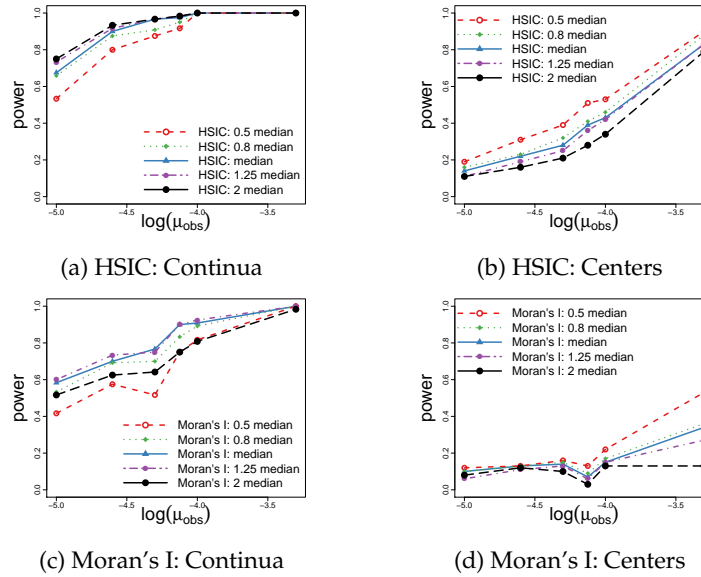 1.0
0.8
0.6
0.4
0.2
0.0
power
HSIC: 0.5 median
HSIC: 0.8 median
HSIC: median
HSIC: 1.25 median
HSIC: 2 median
-5.0 -4.5 -4.0 -3.5
log(μobs)
(a) HSIC: Continua
1.0
0.8
0.6
0.4
0.2
0.0
power
HSIC: 0.5 median
HSIC: 0.8 median
HSIC: median
HSIC: 1.25 median
HSIC: 2 median
-5.0 -4.5 -4.0 -3.5
log(μobs)
(b) HSIC: Centers
1.0
0.8
0.6
0.4
0.2
0.0
power
Moran's I: 0.5 median
Moran's I: 0.8 median
Moran's I: median
Moran's I: 1.25 median
Moran's I: 2 median
-5.0 -4.5 -4.0 -3.5
log(μobs)
(c) Moran's I: Continua
1.0
0.8
0.6
0.4
0.2
0.0
power
Moran's I: 0.5 median
Moran's I: 0.8 median
Moran's I: median
Moran's I: 1.25 median
Moran's I: 2 median
-5.0 -4.5 -4.0 -3.5
log(μobs)
(d) Moran's I: Centers